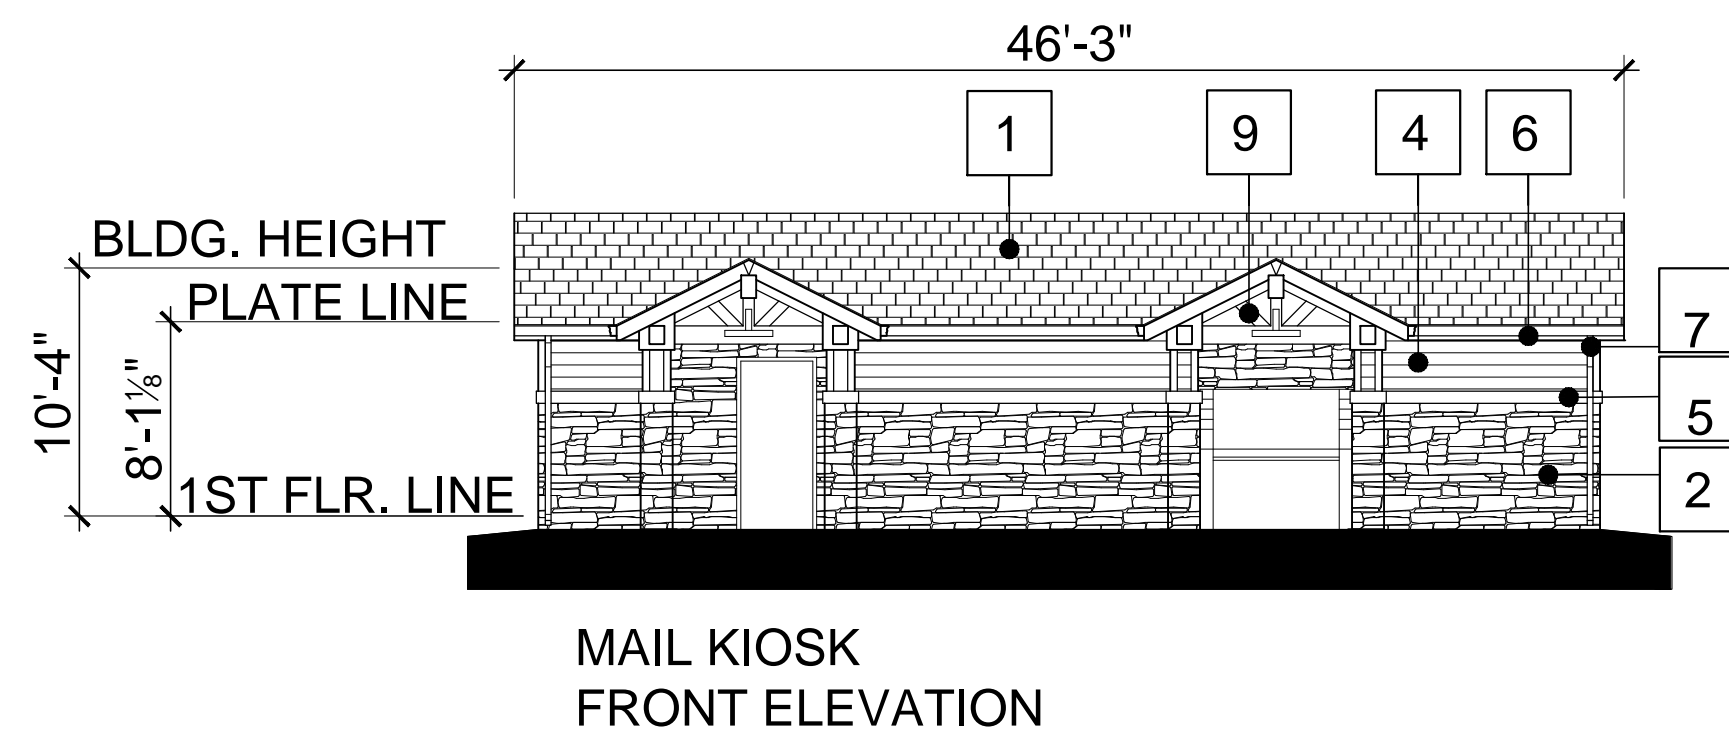 46'-3"
1
9
4
6
BLDG. HEIGHT
PLATE LINE
10'-4"
8'-1⅛"
1ST FLR. LINE
7
5
2
MAIL KIOSK
FRONT ELEVATION